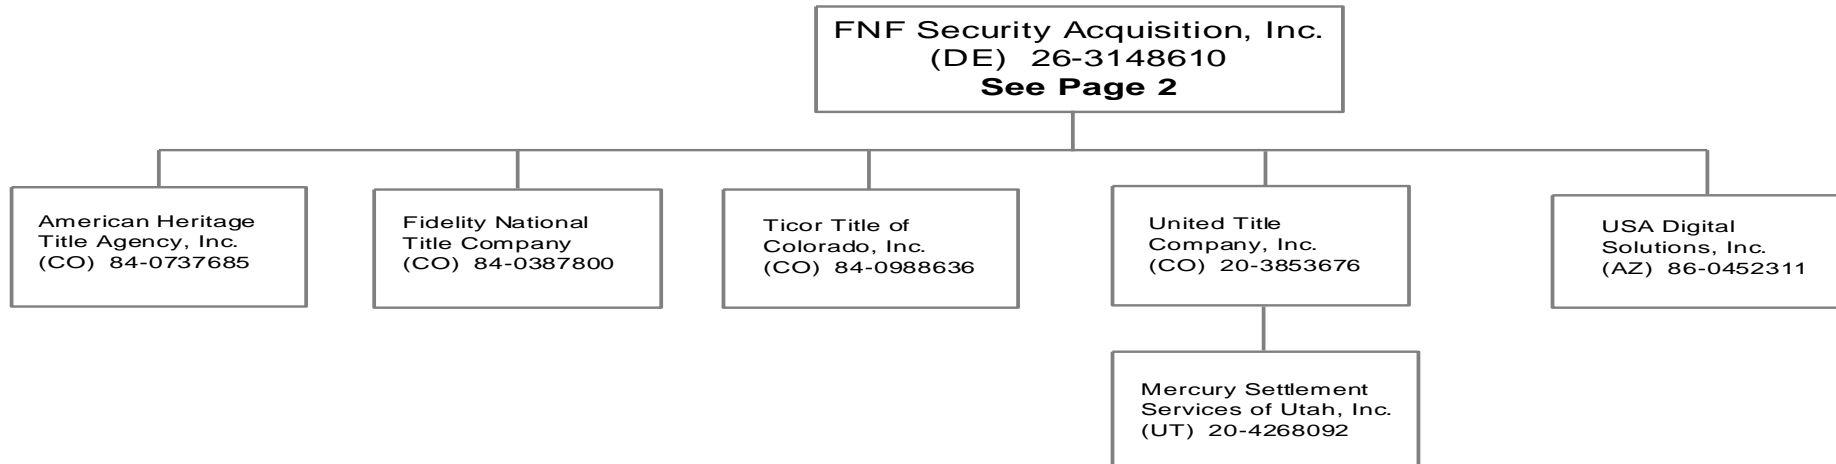 FNF Security Acquisition, Inc.
(DE) 26-3148610
See Page 2
American Heritage
Title Agency, Inc.
(CO) 84-0737685
Fidelity National
Title Company
(CO) 84-0387800
Ticor Title of
Colorado, Inc.
(CO) 84-0988636
United Title
Company, Inc.
(CO) 20-3853676
USA Digital
Solutions, Inc.
(AZ) 86-0452311
Mercury Settlement
Services of Utah, Inc.
(UT) 20-4268092